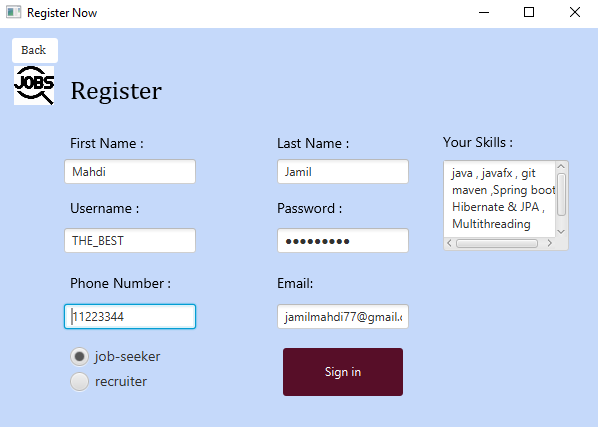 Register Now
Back
JOBS
Register
First Name :
Last Name :
Your Skills :
Mahdi
Jamil
java , javafx , git
maven ,Spring boot
Hibernate & JPA ,
Multithreading
Username :
Password :
THE_BEST
●●●●●●●●●
Phone Number :
Email:
11223344
jamilmahdi77@gmail.c
job-seeker
recruiter
Sign in